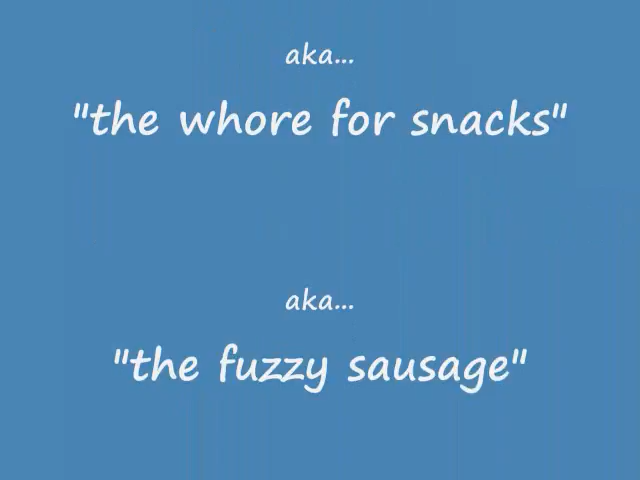 aka...
"the whore for snacks"
aka...
"the fuzzy sausage"